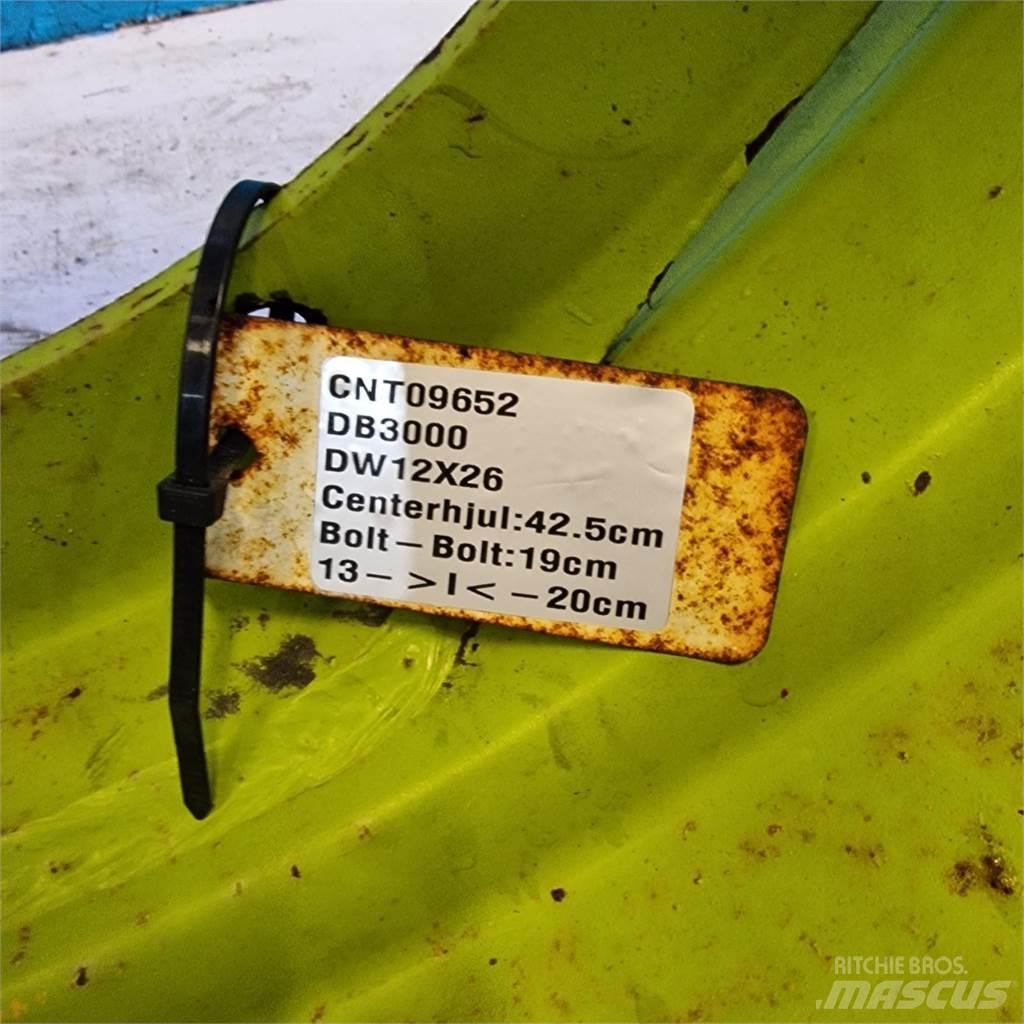 CNT09652
DB3000
DW12X26
Centerhjul:42.5cm
Bolt-Bolt:19cm
13- >I< -20cm
RITCHIE BROS.
MASCUS